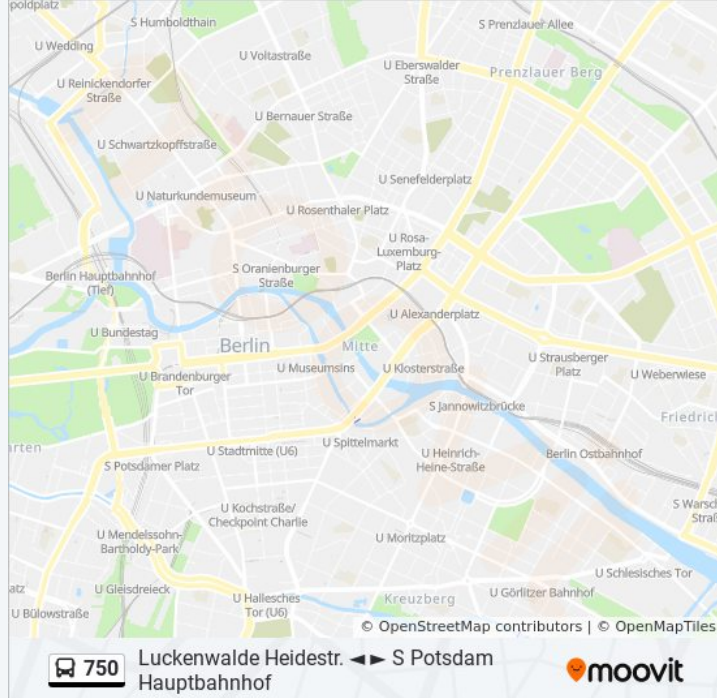 poldplatz
S Humboldthain
S Prenzlauer Allee
U Wedding
U Voltastraße
U Eberswalder
Straße
Prenzlauer Berg
U Reinickendorfer
Straße
U Bernauer Straße
U Schwartzkopffstraße
U Senefelderplatz
U Naturkundemuseum
U Rosenthaler Platz
U Rosa-
Luxemburg-
Platz
S Oranienburger
Straße
Berlin Hauptbahnhof
(Tief)
U Alexanderplatz
U Bundestag
Berlin
Mitte
U Strausberger
Platz
U Museumsins
U Klosterstraße
U Weberwiese
U Brandenburger
Tor
S Jannowitzbrücke
Friedric
arten
U Stadtmitte (U6)
U Spittelmarkt
U Heinrich-
Heine-Straße
Berlin Ostbahnhof
S Potsdamer Platz
S Warsc
Straß
U Kochstraße/
Checkpoint Charlie
U Mendelssohn-
Bartholdy-Park
U Moritzplatz
U Schlesisches Tor
atz
U Gleisdreieck
U Hallesches
Tor (U6)
Kreuzberg
U Görlitzer Bahnhof
U Bülowstraße
© OpenStreetMap contributors | © OpenMapTiles
750
Luckenwalde Heidestr. ◄► S Potsdam
Hauptbahnhof
moovit